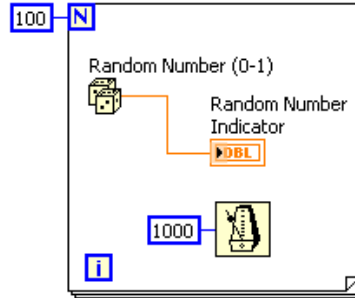 100 N
Random Number (0-1)
Random Number
Indicator
DBL
1000
i